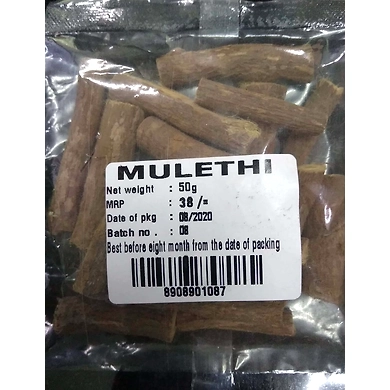 MULETHI
Net weight : 50g
MRP : 38 /=
Date of pkg : 08/2020
Batch no . : 08
Best before eight month from the date of packing
8908901087